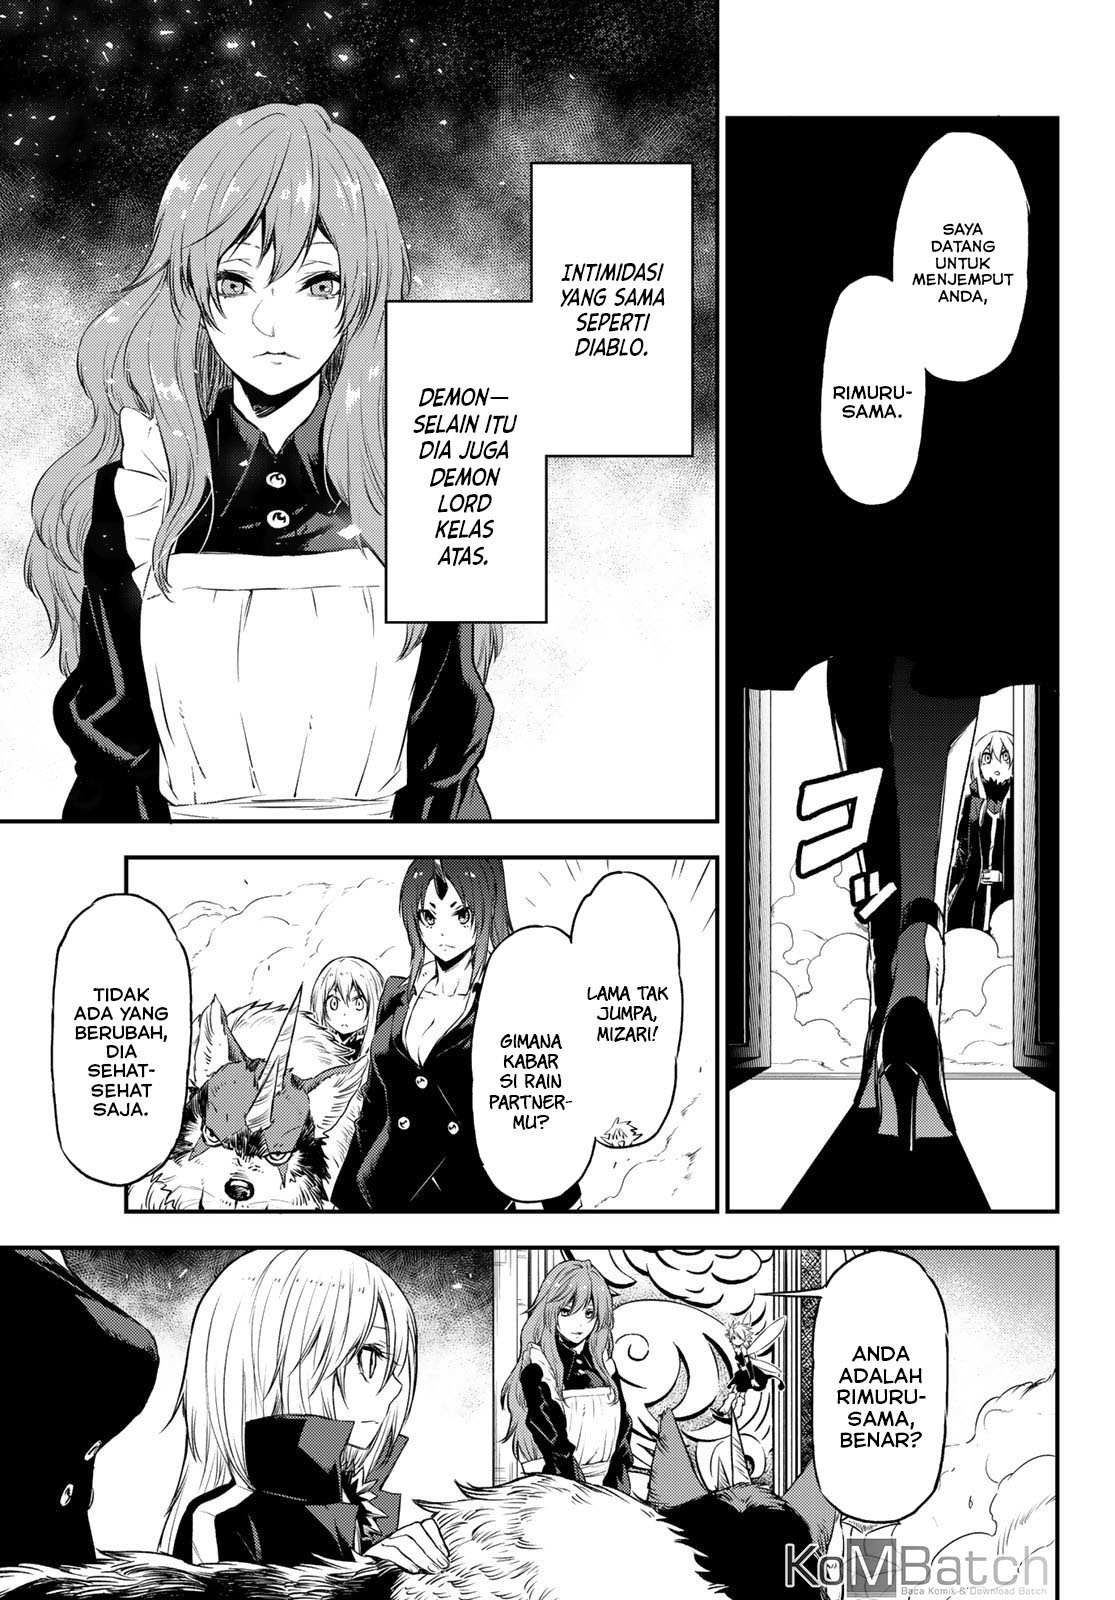 SAYA
DATANG
UNTUK
MENJEMPUT
ANDA,
RIMURU-
SAMA.
コッ
INTIMIDASI
YANG SAMA
SEPERTI
DIABLO.
DEMON—
SELAIN ITU
DIA JUGA
DEMON
LORD
KELAS
ATAS.
LAMA TAK
JUMPA,
MIZARI!
GIMANA
KABAR
SI RAIN
PARTNER-
MU?
TIDAK
ADA YANG
BERUBAH,
DIA
SEHAT-
SEHAT
SAJA.
ANDA
ADALAH
RIMURU-
SAMA,
BENAR?
KoMBatch
Baca Komik & Download Batch